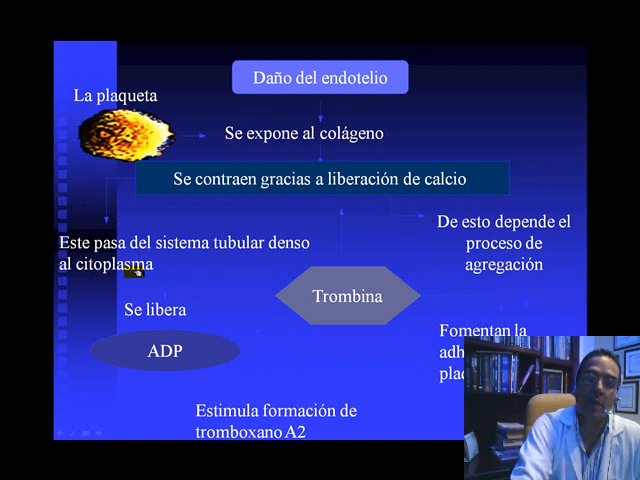 Daño del endotelio
La plaqueta
Se expone al colágeno
Se contraen gracias a liberación de calcio
De esto depende el
proceso de
agregación
Este pasa del sistema tubular denso
al citoplasma
Trombina
Se libera
ADP
Fomentan la
Estimula formación de
tromboxano A2